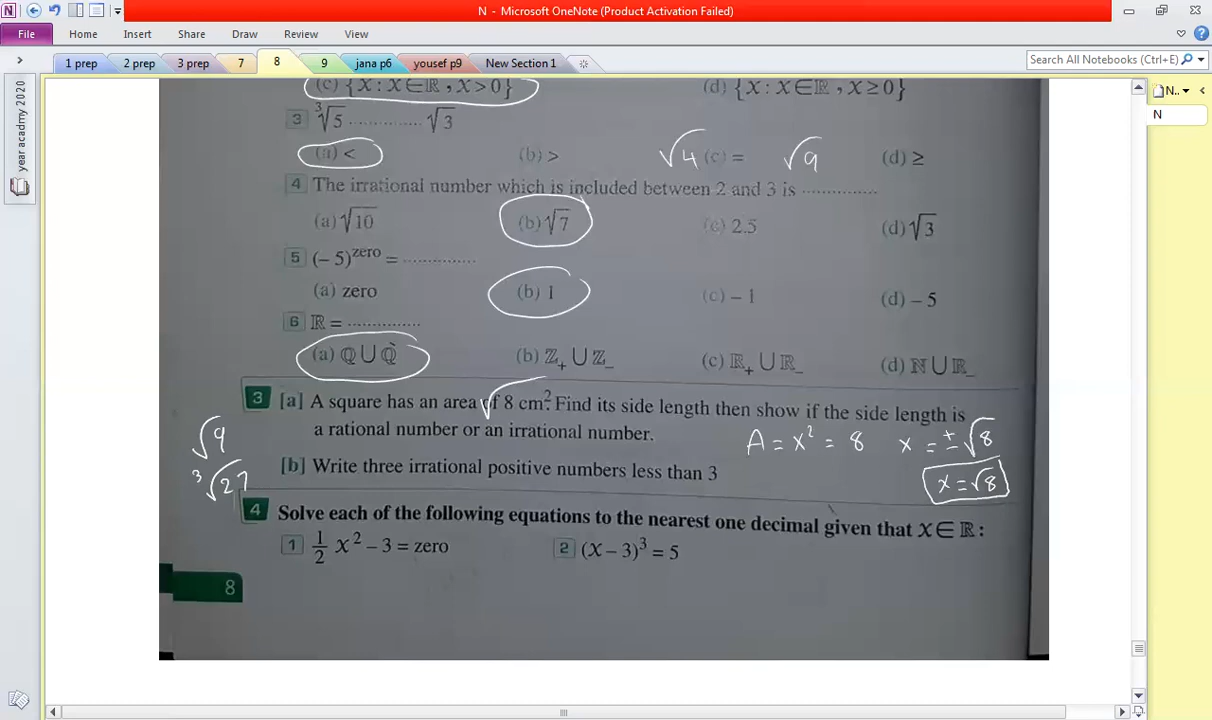 N - Microsoft OneNote (Product Activation Failed)
File Home Insert Share Draw Review View
1 prep 2 prep 3 prep 7 8 9 jana p6 yousef p9 New Section 1
Search All Notebooks (Ctrl+E)
N..
N
year acadmy 2020
(c) {X : X∈ℝ , X>0} (d) {X : X∈ℝ , X≥0}
3 ∛5 .............. √3
(a) < (b) > √4 (c) = √9 (d) ≥
4 The irrational number which is included between 2 and 3 is ..............
(a) √10 (b) √7 (c) 2.5 (d) √3
5 (– 5)^zero = ..............
(a) zero (b) 1 (c) – 1 (d) – 5
6 ℝ = ..............
(a) ℚ ∪ ℚ̀ (b) ℤ₊ ∪ ℤ₋ (c) ℝ₊ ∪ ℝ₋ (d) ℕ ∪ ℝ₋
3 [a] A square has an area of 8 cm². Find its side length then show if the side length is
a rational number or an irrational number.
A = x² = 8 x = ±√8
√9
[b] Write three irrational positive numbers less than 3
x = √8
∛27
4 Solve each of the following equations to the nearest one decimal given that X∈ℝ :
1 ½ X² – 3 = zero 2 (X – 3)³ = 5
8